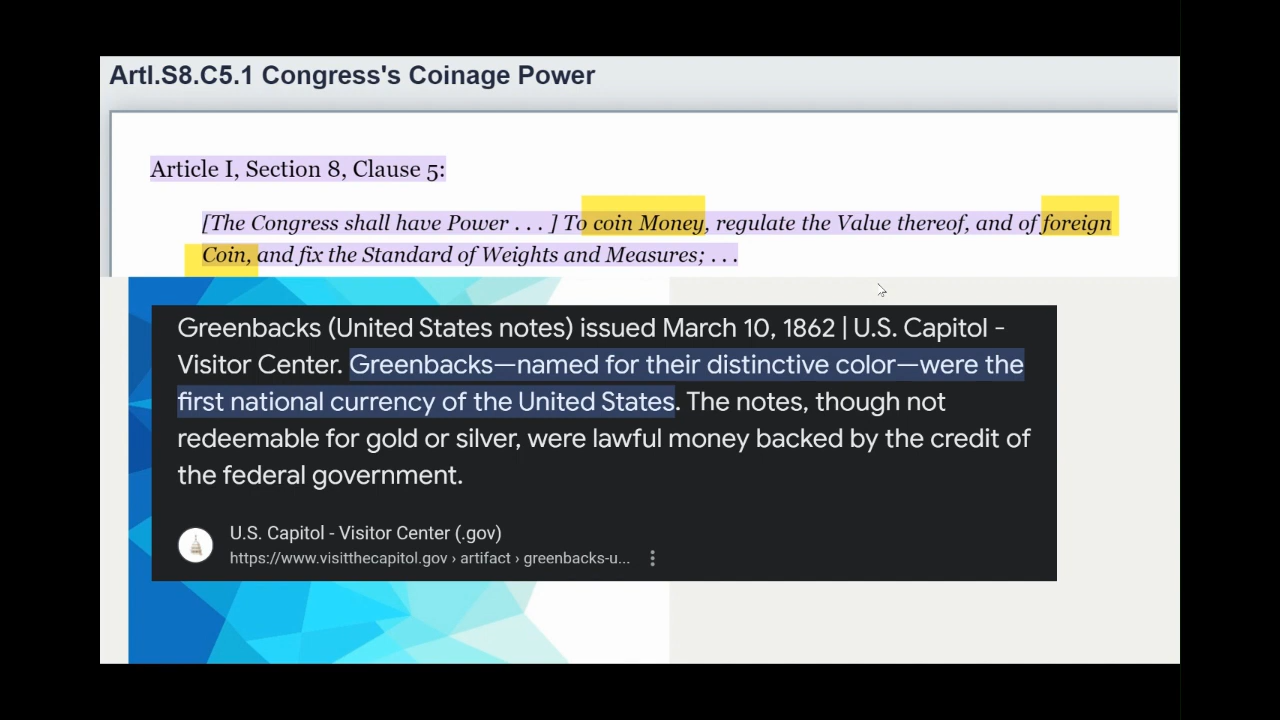 ArtI.S8.C5.1 Congress's Coinage Power
Article I, Section 8, Clause 5:
[The Congress shall have Power . . . ] To coin Money, regulate the Value thereof, and of foreign
Coin, and fix the Standard of Weights and Measures; . . .
Greenbacks (United States notes) issued March 10, 1862 | U.S. Capitol -
Visitor Center. Greenbacks—named for their distinctive color—were the
first national currency of the United States. The notes, though not
redeemable for gold or silver, were lawful money backed by the credit of
the federal government.
U.S. Capitol - Visitor Center (.gov)
https://www.visitthecapitol.gov › artifact › greenbacks-u...